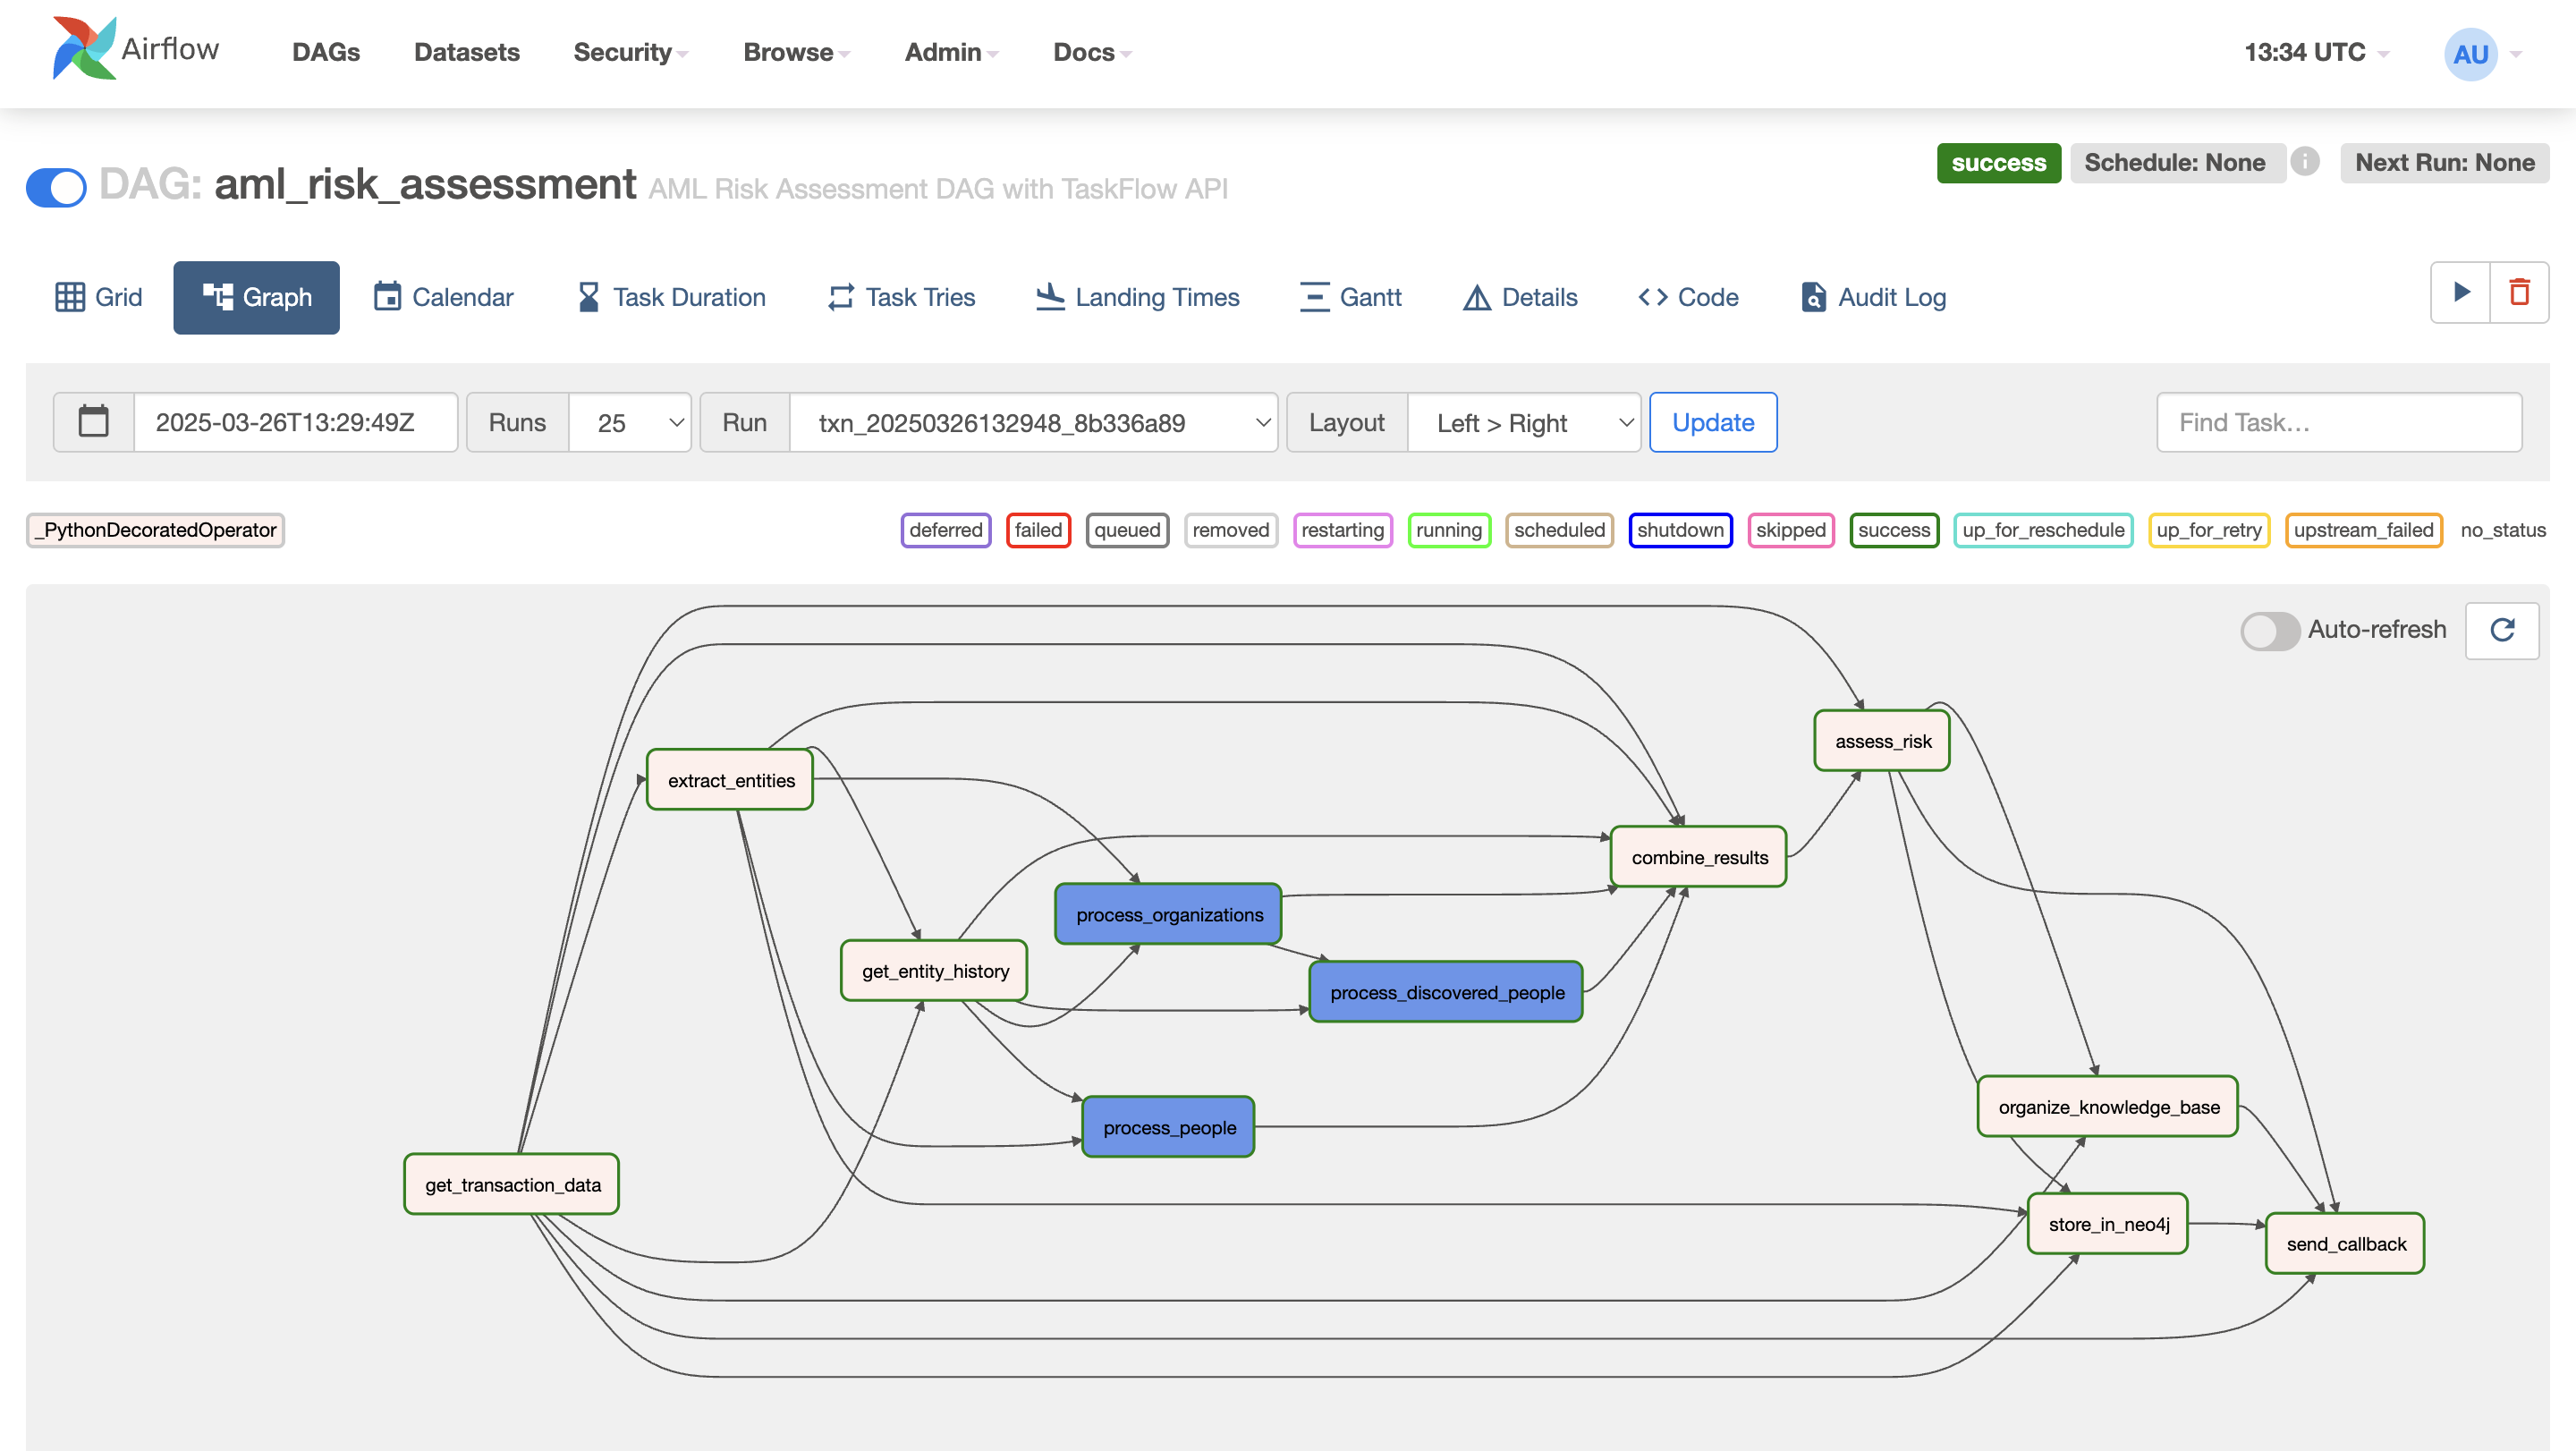 Airflow DAGs Datasets Security Browse Admin Docs 13:34 UTC AU
DAG: aml_risk_assessment AML Risk Assessment DAG with TaskFlow API success Schedule: None i Next Run: None
Grid Graph Calendar Task Duration Task Tries Landing Times Gantt Details Code Audit Log
2025-03-26T13:29:49Z Runs 25 Run txn_20250326132948_8b336a89 Layout Left > Right Update Find Task…
_PythonDecoratedOperator deferred failed queued removed restarting running scheduled shutdown skipped success up_for_reschedule up_for_retry upstream_failed no_status
Auto-refresh
assess_risk
extract_entities
combine_results
process_organizations
get_entity_history
process_discovered_people
organize_knowledge_base
process_people
get_transaction_data
store_in_neo4j
send_callback